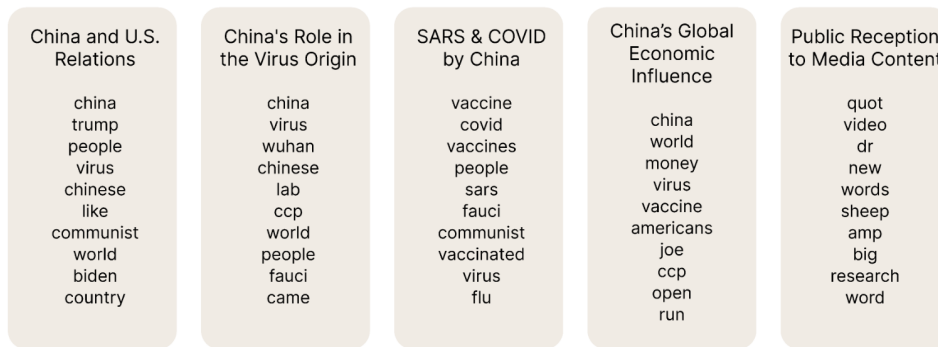 China and U.S.
Relations
china
trump
people
virus
chinese
like
communist
world
biden
country
China's Role in
the Virus Origin
china
virus
wuhan
chinese
lab
ccp
world
people
fauci
came
SARS & COVID
by China
vaccine
covid
vaccines
people
sars
fauci
communist
vaccinated
virus
flu
China’s Global
Economic
Influence
china
world
money
virus
vaccine
americans
joe
ccp
open
run
Public Reception
to Media Content
quot
video
dr
new
words
sheep
amp
big
research
word